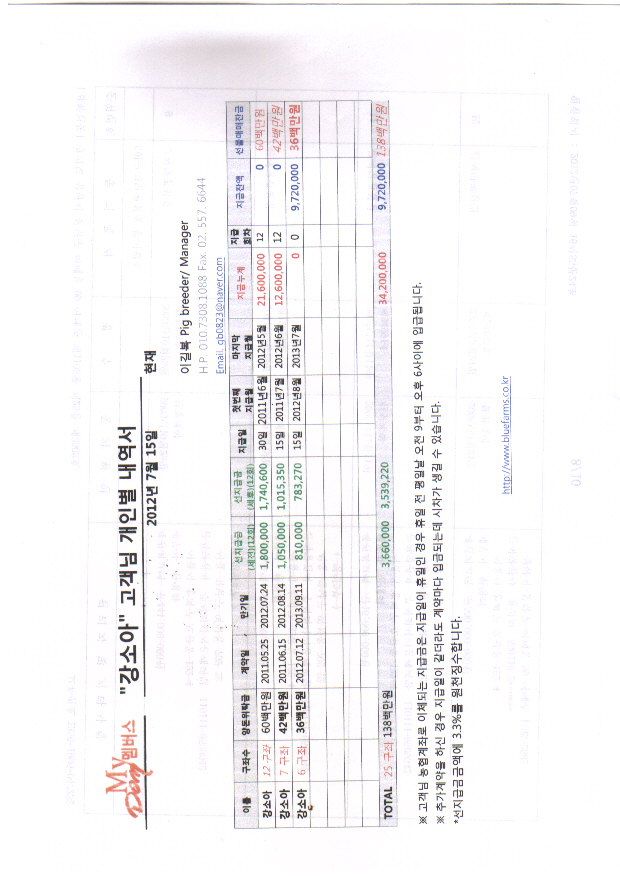 My
멤버스
"강소아" 고객님 개인별 내역서
2012년 7월 15일 현재
이길복 Pig breeder/ Manager
H.P. 010.7308.1088 Fax. 02. 557. 6644
Email. gb0823@naver.com
이름 구좌수 양돈위탁금 계약일 만기일 선지급금 (세전)(12회) 선지급금 (세후)(12회) 지급일 첫번째 지급월 마지막 지급월 지급누계 지급 회차 지급잔액 선물매매잔금
강소아 12 구좌 60백만원 2011.05.25 2012.07.24 1,800,000 1,740,600 30일 2011년6월 2012년5월 21,600,000 12 0 60백만원
강소아 7 구좌 42백만원 2011.06.15 2012.08.14 1,050,000 1,015,350 15일 2011년7월 2012년6월 12,600,000 12 0 42백만원
강소아 6 구좌 36백만원 2012.07.12 2013.09.11 810,000 783,270 15일 2012년8월 2013년7월 0 0 9,720,000 36백만원
TOTAL 25 구좌 138백만원 3,660,000 3,539,220 34,200,000 9,720,000 138백만원
※ 고객님 농협계좌로 이체되는 지급금은 지급일이 휴일인 경우 휴일 전 평일날 오전 9부터 오후 6사이에 입급됩니다.
※ 추가계약을 하신 경우 지급일이 같더라도 계약마다 입금되는데 시차가 생길 수 있습니다.
*선지급금금액에 3.3%를 원천징수합니다.
http://www.bluefarms.co.kr